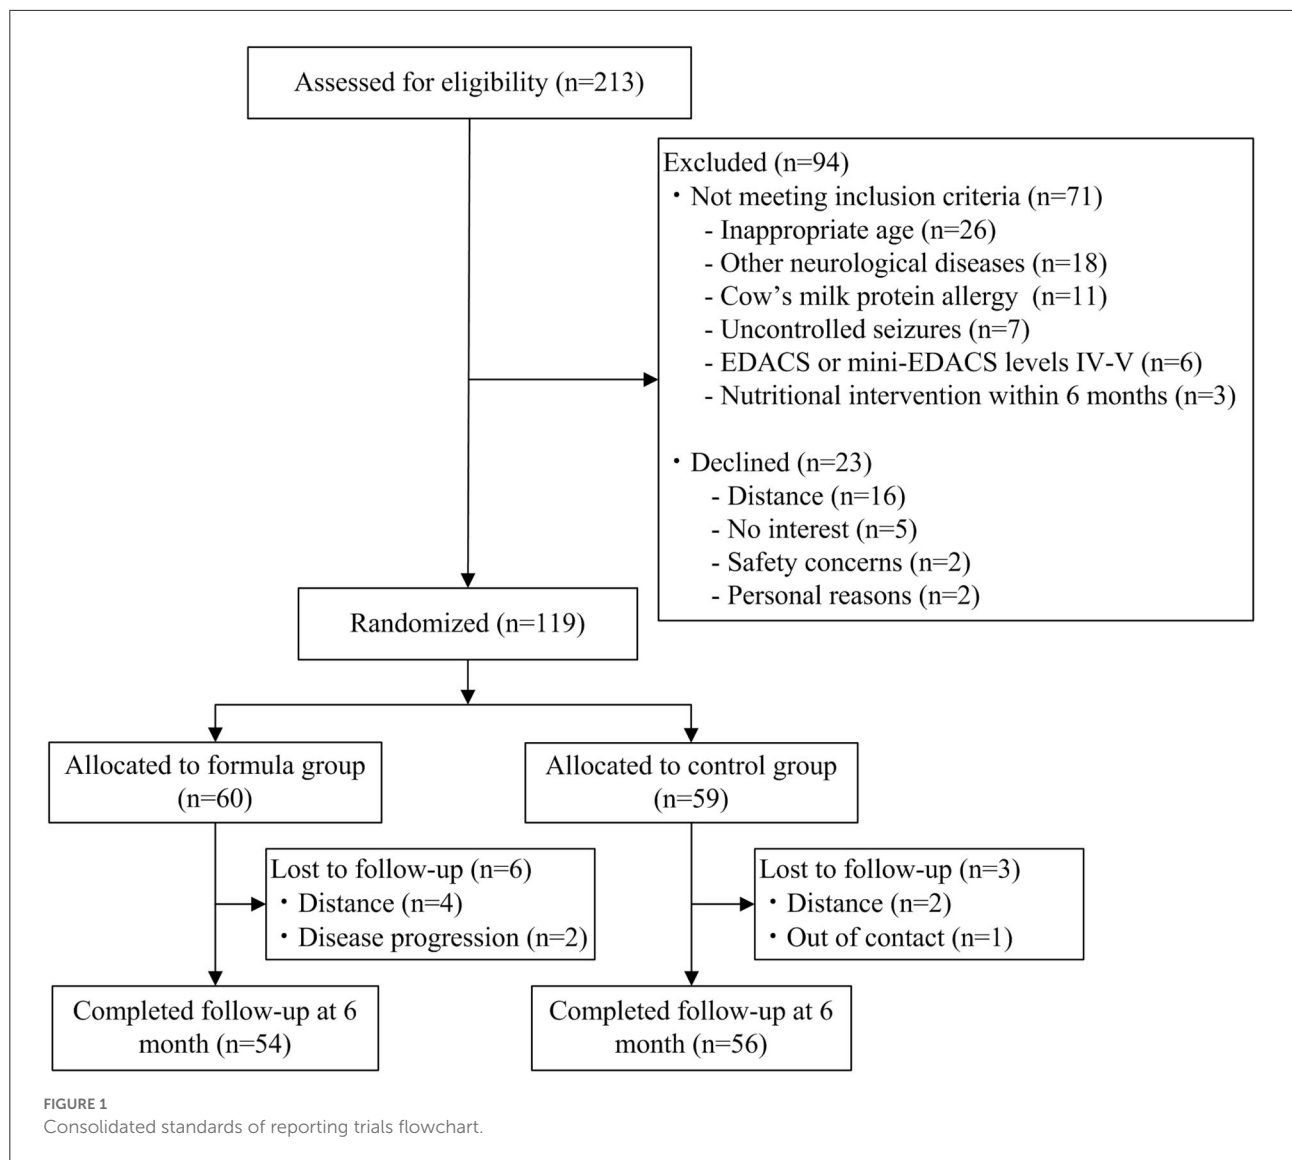 Assessed for eligibility (n=213)
Excluded (n=94)
・Not meeting inclusion criteria (n=71)
- Inappropriate age (n=26)
- Other neurological diseases (n=18)
- Cow’s milk protein allergy (n=11)
- Uncontrolled seizures (n=7)
- EDACS or mini-EDACS levels IV-V (n=6)
- Nutritional intervention within 6 months (n=3)
・Declined (n=23)
- Distance (n=16)
- No interest (n=5)
- Safety concerns (n=2)
- Personal reasons (n=2)
Randomized (n=119)
Allocated to formula group
(n=60)
Allocated to control group
(n=59)
Lost to follow-up (n=6)
・Distance (n=4)
・Disease progression (n=2)
Lost to follow-up (n=3)
・Distance (n=2)
・Out of contact (n=1)
Completed follow-up at 6
month (n=54)
Completed follow-up at 6
month (n=56)
FIGURE 1
Consolidated standards of reporting trials flowchart.